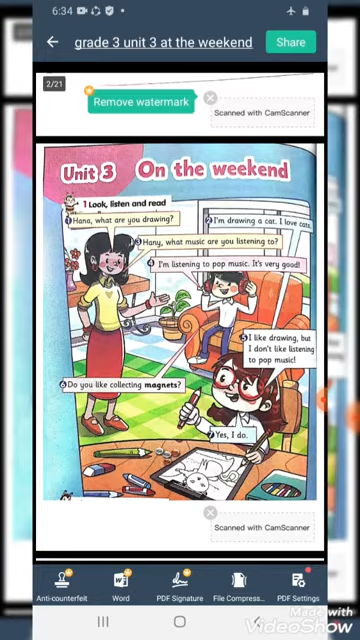 6:34
grade 3 unit 3 at the weekend
Share
2/21
Remove watermark
Scanned with CamScanner
Unit 3 On the weekend
1 Look, listen and read
1 Hana, what are you drawing?
2 I'm drawing a cat. I love cats.
3 Hany, what music are you listening to?
4 I'm listening to pop music. It's very good!
5 I like drawing, but
I don't like listening
to pop music!
6 Do you like collecting magnets?
7 Yes, I do.
Scanned with CamScanner
Anti-counterfeit
Word
PDF Signature
File Compress...
PDF Settings
Made with
VideoShow